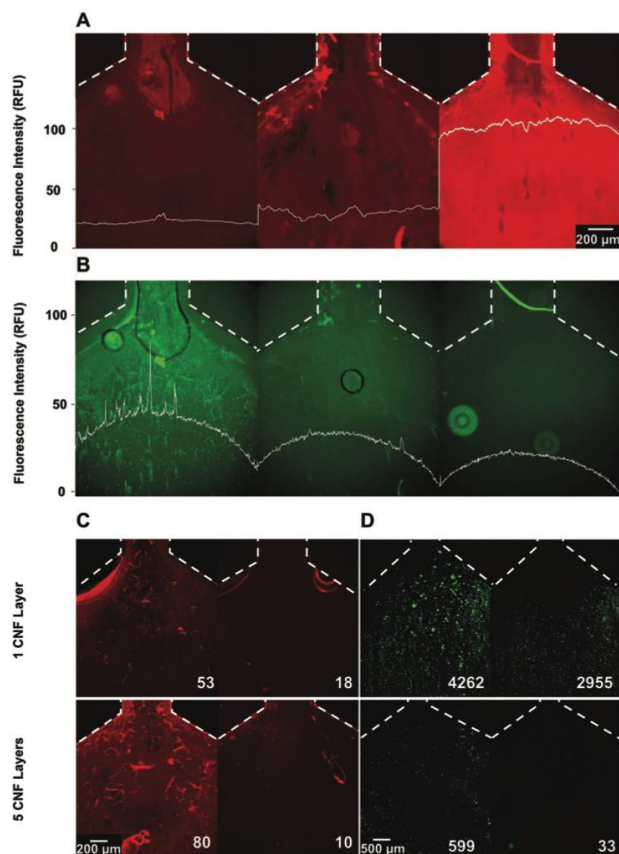 A
Fluorescence Intensity (RFU)
100
50
0
200 µm
B
Fluorescence Intensity (RFU)
100
50
0
C
D
1 CNF Layer
53
18
4262
2955
5 CNF Layers
200 µm
80
10
500 µm
599
33